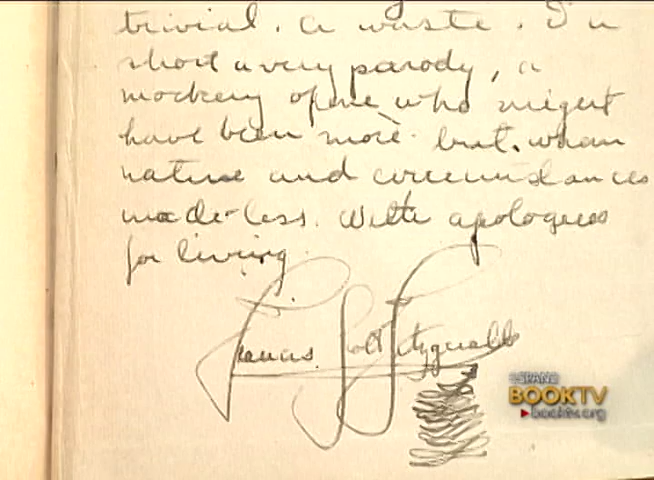 trivial. a waste. In
short a very parody, a
mockery of one who might
have been more but whom
nature and circumstances
made less. With apologies
for living
Francis Scott Fitzgerald
C-SPAN2
BOOKTV
booktv.org